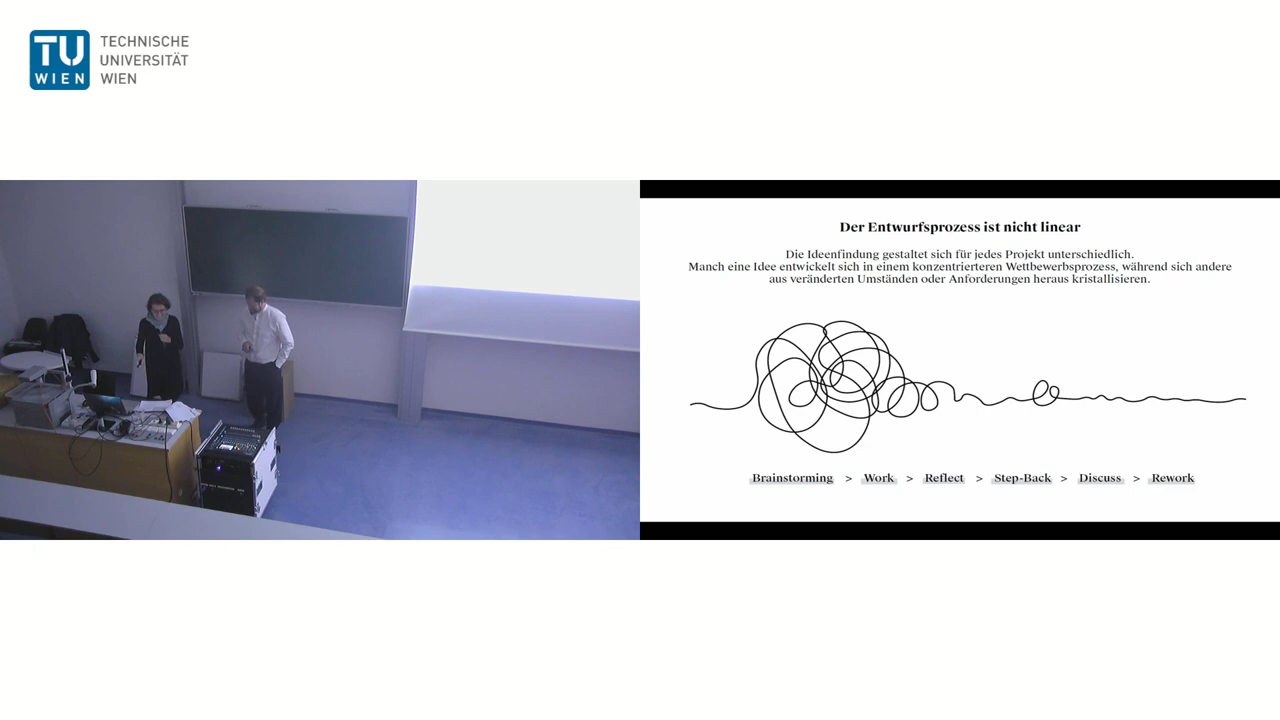 TU
WIEN
TECHNISCHE
UNIVERSITÄT
WIEN
Der Entwurfsprozess ist nicht linear
Die Ideenfindung gestaltet sich für jedes Projekt unterschiedlich.
Manch eine Idee entwickelt sich in einem konzentrierteren Wettbewerbsprozess, während sich andere
aus veränderten Umständen oder Anforderungen heraus kristallisieren.
Brainstorming > Work > Reflect > Step-Back > Discuss > Rework